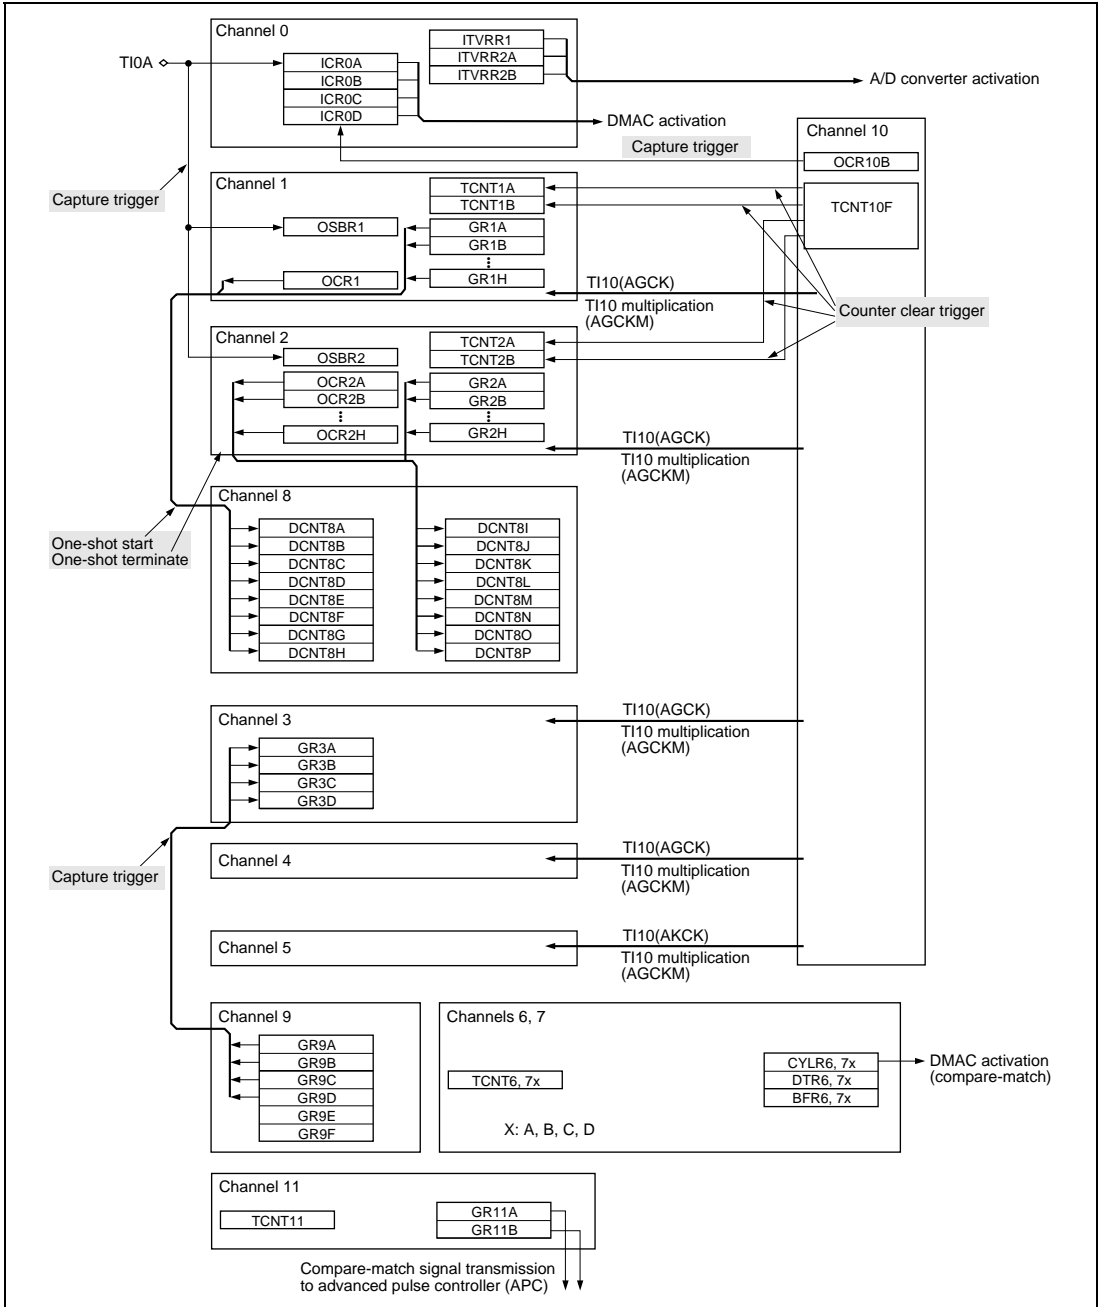 Channel 0
TI0A
ICR0A
ICR0B
ICR0C
ICR0D
ITVRR1
ITVRR2A
ITVRR2B
A/D converter activation
DMAC activation
Capture trigger
Channel 10
OCR10B
TCNT10F
Capture trigger
Channel 1
TCNT1A
TCNT1B
OSBR1
GR1A
GR1B
OCR1
GR1H
TI10(AGCK)
TI10 multiplication
(AGCKM)
Counter clear trigger
Channel 2
TCNT2A
TCNT2B
OSBR2
OCR2A
OCR2B
OCR2H
GR2A
GR2B
GR2H
TI10(AGCK)
TI10 multiplication
(AGCKM)
One-shot start
One-shot terminate
Channel 8
DCNT8A
DCNT8B
DCNT8C
DCNT8D
DCNT8E
DCNT8F
DCNT8G
DCNT8H
DCNT8I
DCNT8J
DCNT8K
DCNT8L
DCNT8M
DCNT8N
DCNT8O
DCNT8P
Channel 3
GR3A
GR3B
GR3C
GR3D
TI10(AGCK)
TI10 multiplication
(AGCKM)
Capture trigger
Channel 4
TI10(AGCK)
TI10 multiplication
(AGCKM)
Channel 5
TI10(AKCK)
TI10 multiplication
(AGCKM)
Channel 9
GR9A
GR9B
GR9C
GR9D
GR9E
GR9F
Channels 6, 7
TCNT6, 7x
X: A, B, C, D
CYLR6, 7x
DTR6, 7x
BFR6, 7x
DMAC activation
(compare-match)
Channel 11
TCNT11
GR11A
GR11B
Compare-match signal transmission
to advanced pulse controller (APC)